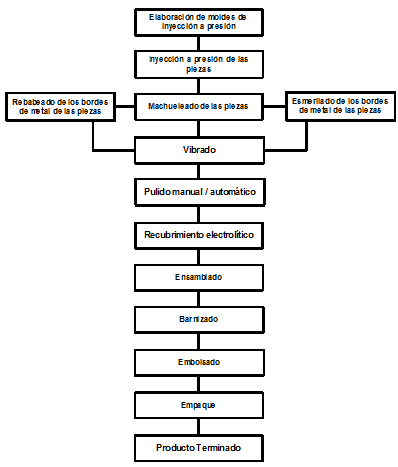 Elaboración de moldes de
inyección a presión
Inyección a presión de las
piezas
Rebabeado de los bordes
de metal de las piezas
Machueleado de las piezas
Esmerilado de los bordes
de metal de las piezas
Vibrado
Pulido manual / automático
Recubrimiento electrolítico
Ensamblado
Barnizado
Embolsado
Empaque
Producto Terminado